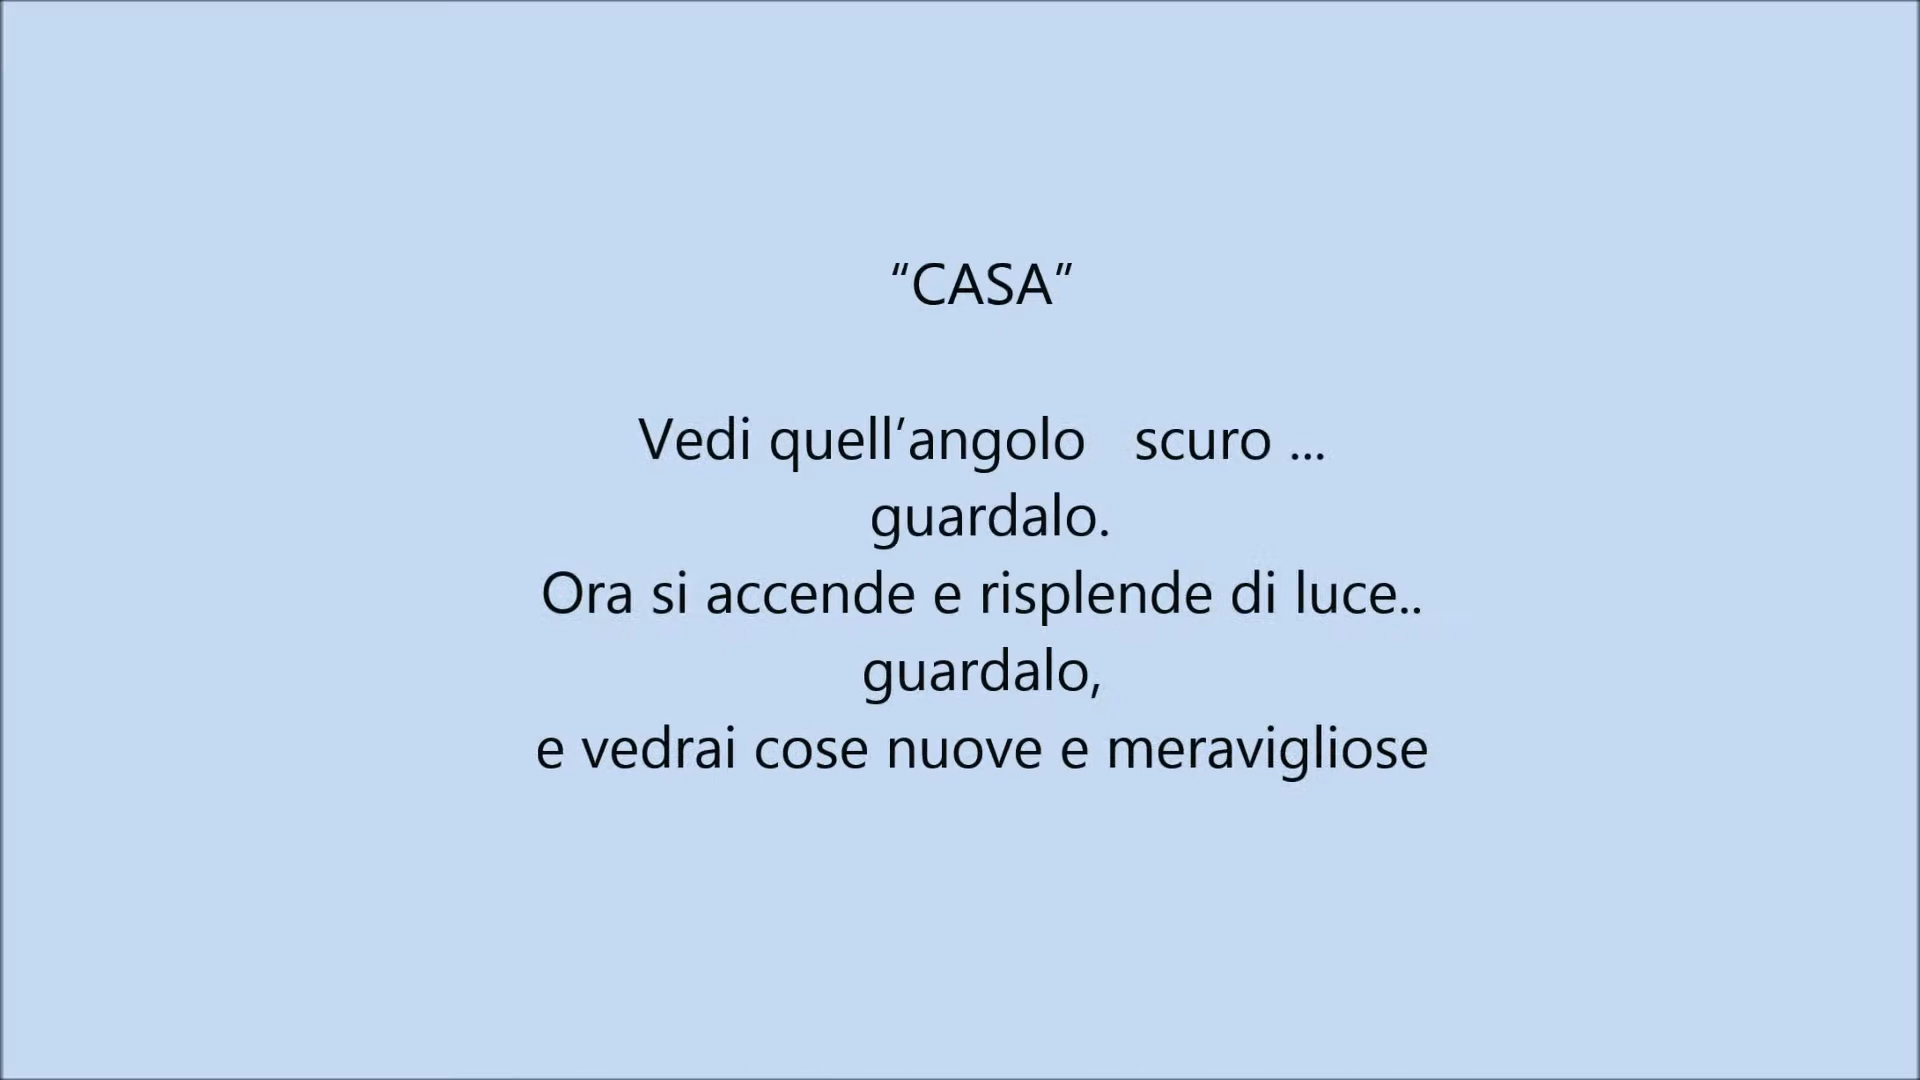 “CASA”
Vedi quell’angolo   scuro ...
guardalo.
Ora si accende e risplende di luce..
guardalo,
e vedrai cose nuove e meravigliose